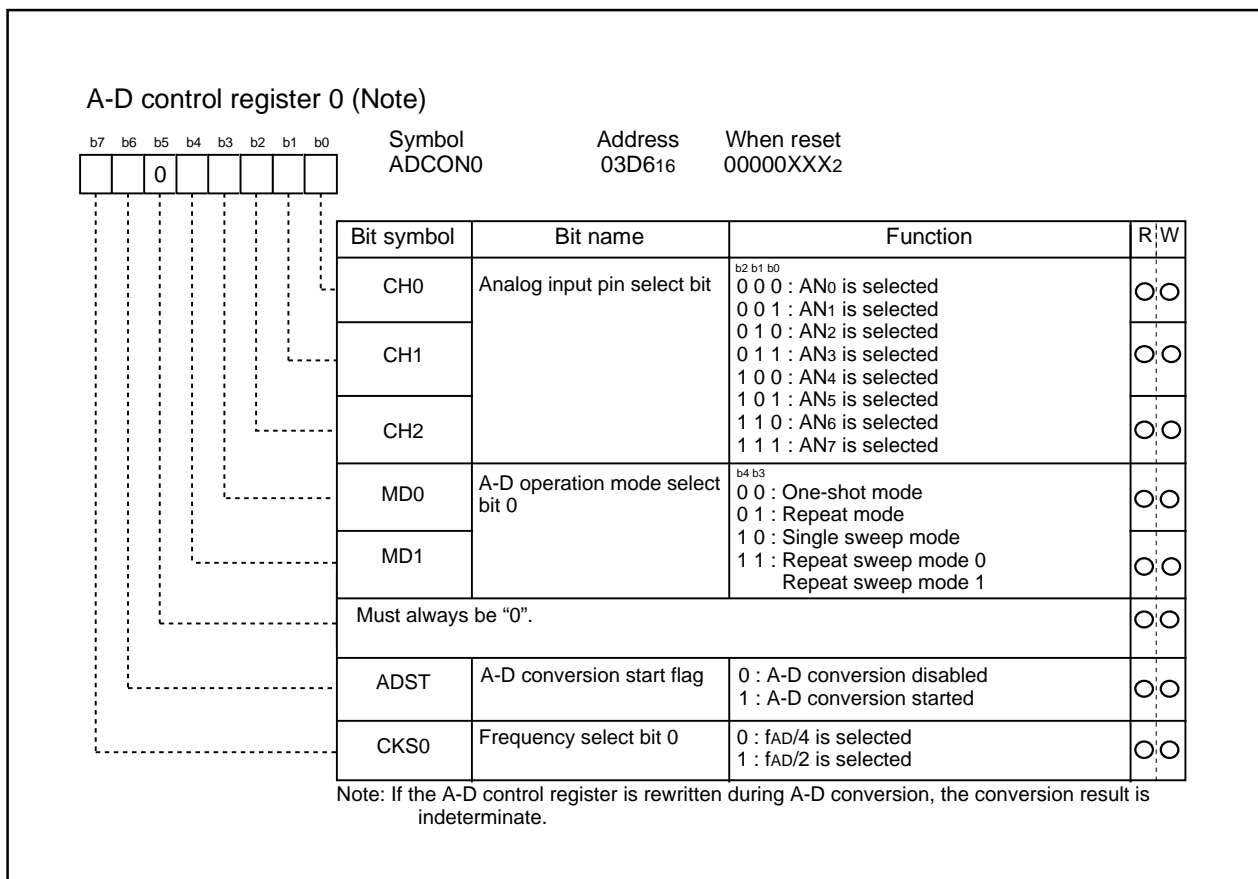 A-D control register 0 (Note)
b7 b6 b5 b4 b3 b2 b1 b0
0
Symbol Address When reset
ADCON0 03D616 00000XXX2
Bit symbol Bit name Function R W
CH0 Analog input pin select bit
b2 b1 b0
0 0 0 : AN0 is selected
0 0 1 : AN1 is selected
0 1 0 : AN2 is selected
0 1 1 : AN3 is selected
1 0 0 : AN4 is selected
1 0 1 : AN5 is selected
1 1 0 : AN6 is selected
1 1 1 : AN7 is selected
CH1
CH2
MD0 A-D operation mode select
bit 0
b4 b3
0 0 : One-shot mode
0 1 : Repeat mode
1 0 : Single sweep mode
1 1 : Repeat sweep mode 0
Repeat sweep mode 1
MD1
Must always be “0”.
ADST A-D conversion start flag 0 : A-D conversion disabled
1 : A-D conversion started
CKS0 Frequency select bit 0 0 : fAD/4 is selected
1 : fAD/2 is selected
Note: If the A-D control register is rewritten during A-D conversion, the conversion result is
indeterminate.